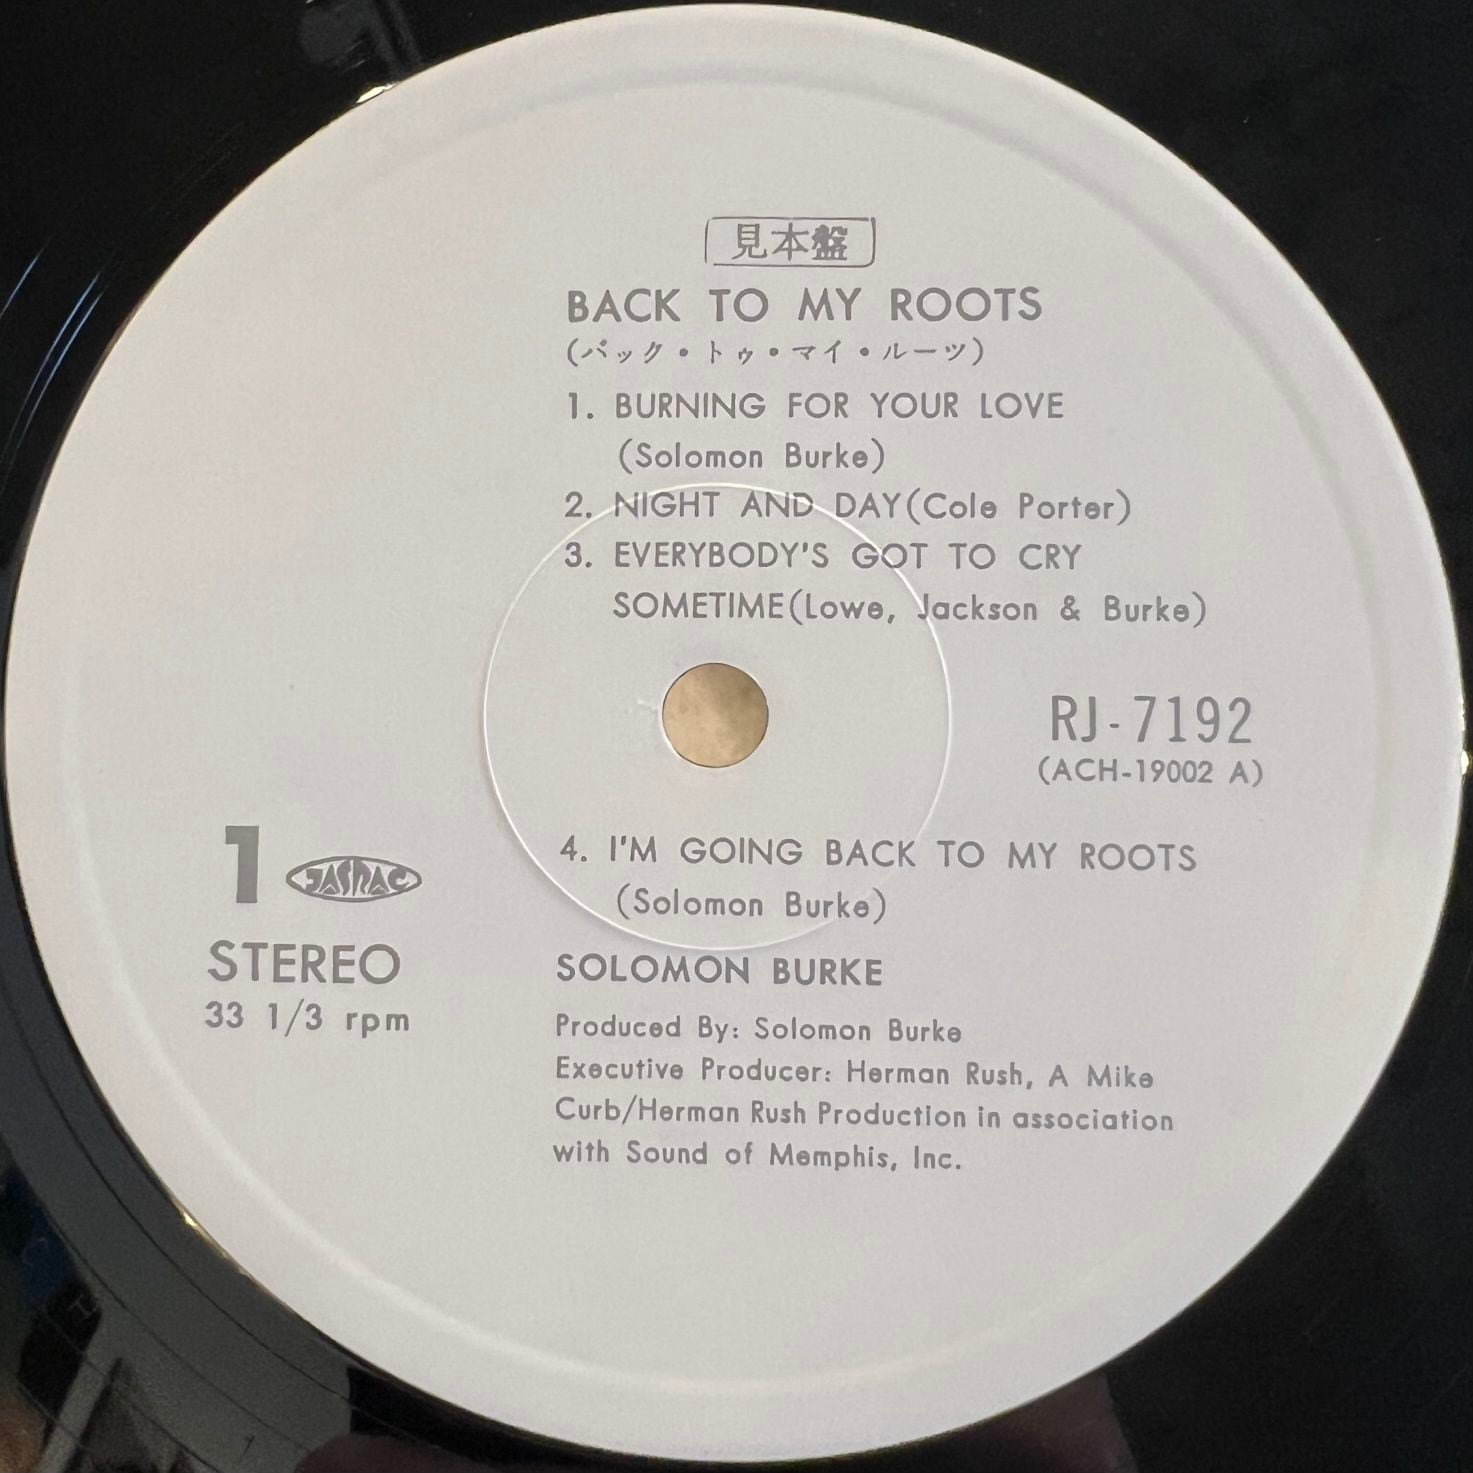 見本盤
BACK TO MY ROOTS
(バック・トゥ・マイ・ルーツ)
1. BURNING FOR YOUR LOVE
(Solomon Burke)
2. NIGHT AND DAY(Cole Porter)
3. EVERYBODY'S GOT TO CRY
SOMETIME(Lowe, Jackson & Burke)
RJ-7192
(ACH-19002 A)
4. I'M GOING BACK TO MY ROOTS
(Solomon Burke)
1 JASRAC
STEREO
33 1/3 rpm
SOLOMON BURKE
Produced By: Solomon Burke
Executive Producer: Herman Rush, A Mike
Curb/Herman Rush Production in association
with Sound of Memphis, Inc.